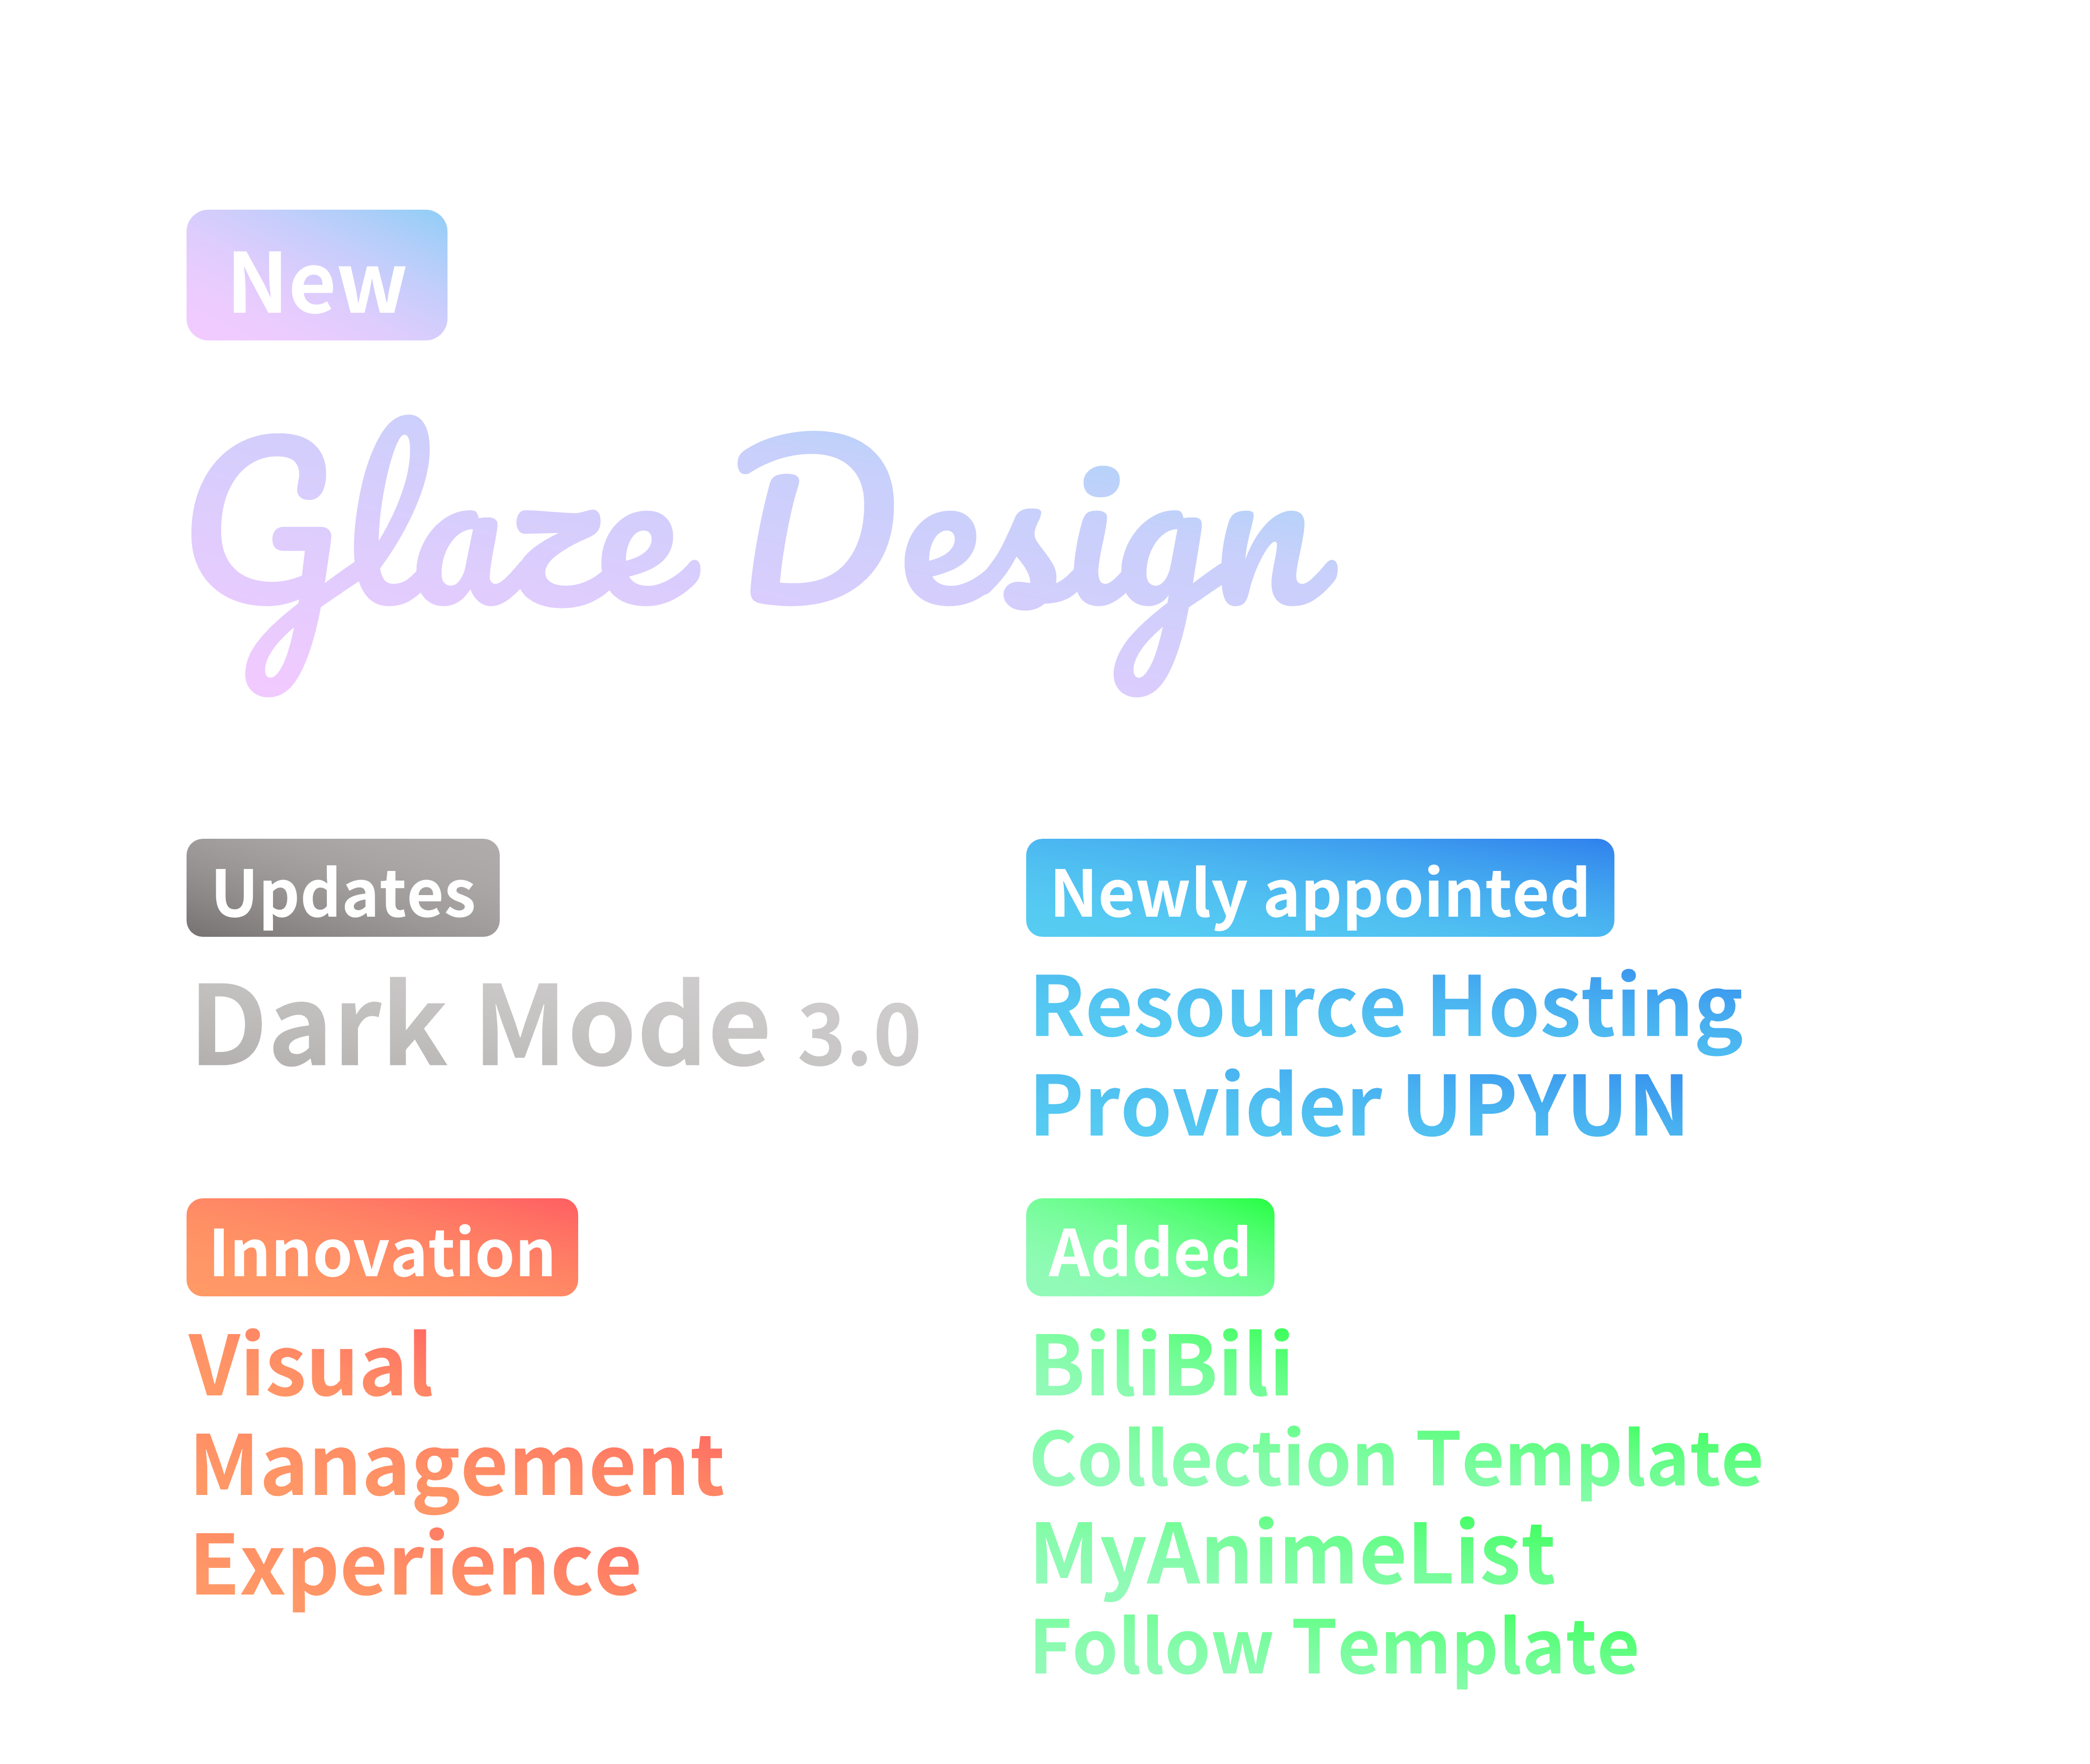 New
Glaze Design
Updates
Dark Mode 3.0
Newly appointed
Resource Hosting
Provider UPYUN
Innovation
Visual
Management
Experience
Added
BiliBili
Collection Template
MyAnimeList
Follow Template